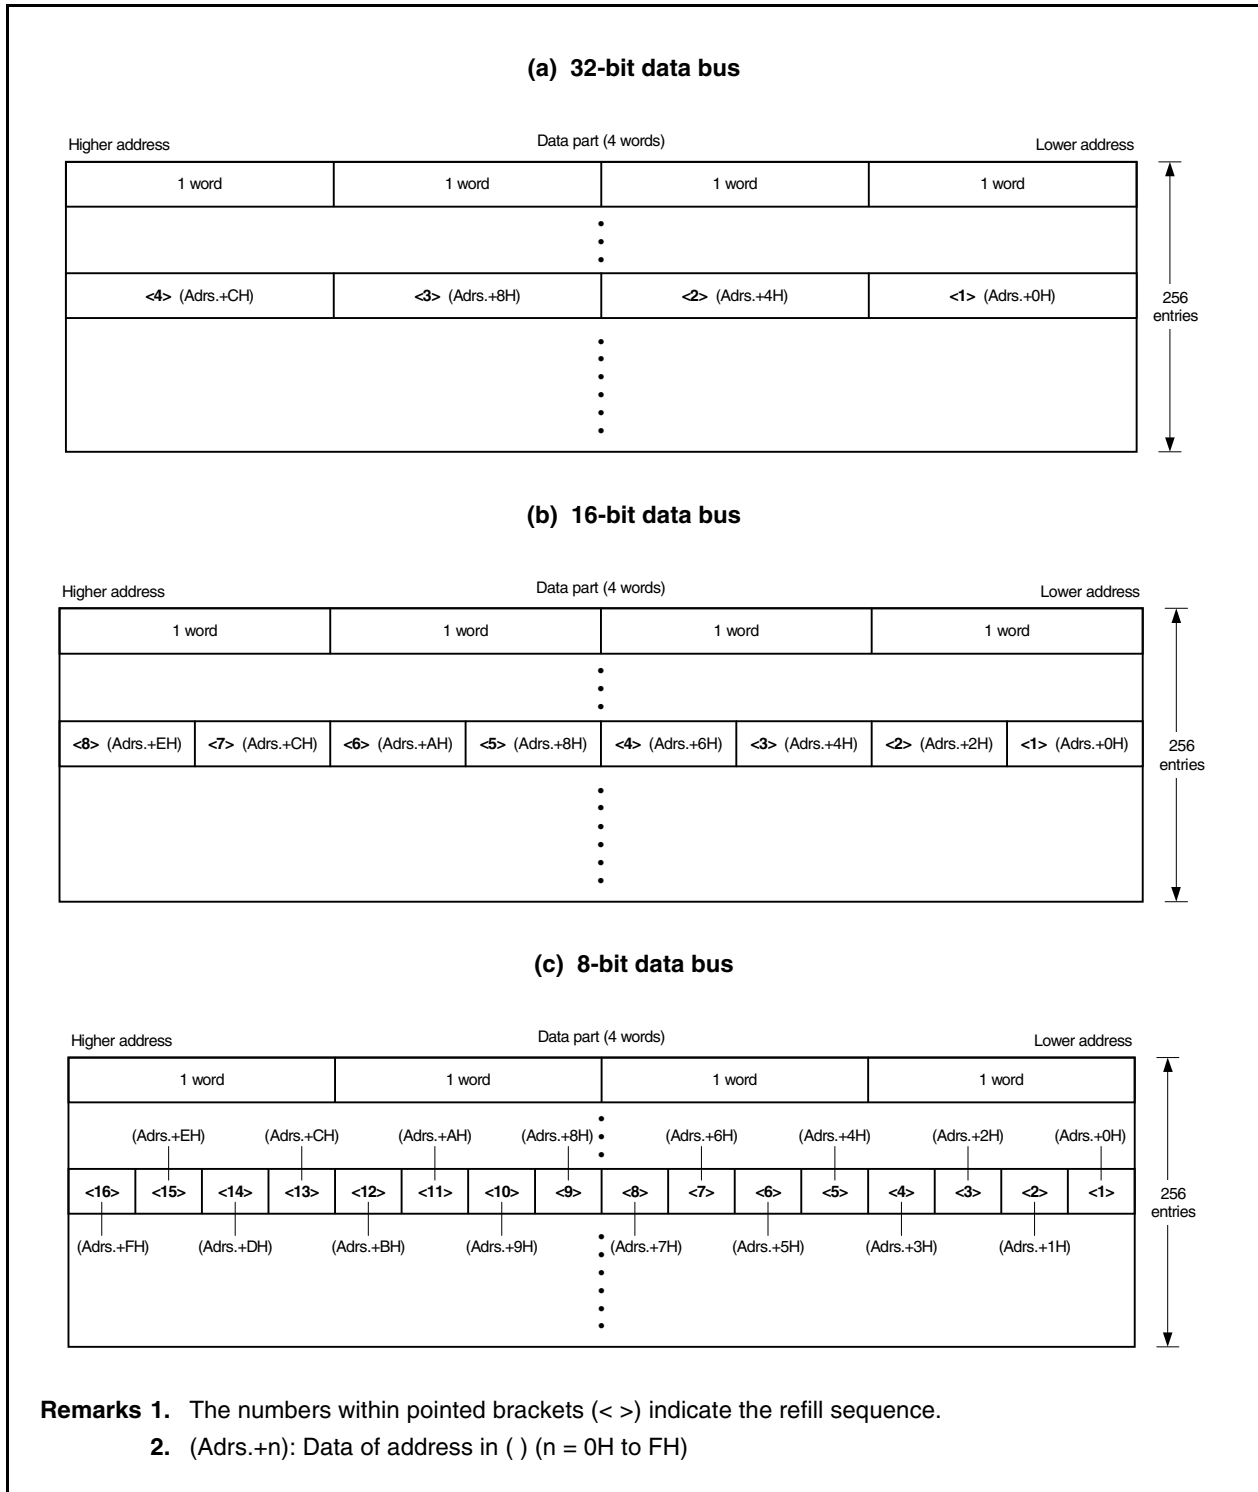 (a) 32-bit data bus
Higher address Data part (4 words) Lower address
1 word 1 word 1 word 1 word
<4> (Adrs.+CH) <3> (Adrs.+8H) <2> (Adrs.+4H) <1> (Adrs.+0H)
256
entries
(b) 16-bit data bus
Higher address Data part (4 words) Lower address
1 word 1 word 1 word 1 word
<8> (Adrs.+EH) <7> (Adrs.+CH) <6> (Adrs.+AH) <5> (Adrs.+8H) <4> (Adrs.+6H) <3> (Adrs.+4H) <2> (Adrs.+2H) <1> (Adrs.+0H)
256
entries
(c) 8-bit data bus
Higher address Data part (4 words) Lower address
1 word 1 word 1 word 1 word
(Adrs.+EH) (Adrs.+CH) (Adrs.+AH) (Adrs.+8H) (Adrs.+6H) (Adrs.+4H) (Adrs.+2H) (Adrs.+0H)
<16> <15> <14> <13> <12> <11> <10> <9> <8> <7> <6> <5> <4> <3> <2> <1>
256
entries
(Adrs.+FH) (Adrs.+DH) (Adrs.+BH) (Adrs.+9H) (Adrs.+7H) (Adrs.+5H) (Adrs.+3H) (Adrs.+1H)
Remarks 1. The numbers within pointed brackets (< >) indicate the refill sequence.
2. (Adrs.+n): Data of address in ( ) (n = 0H to FH)